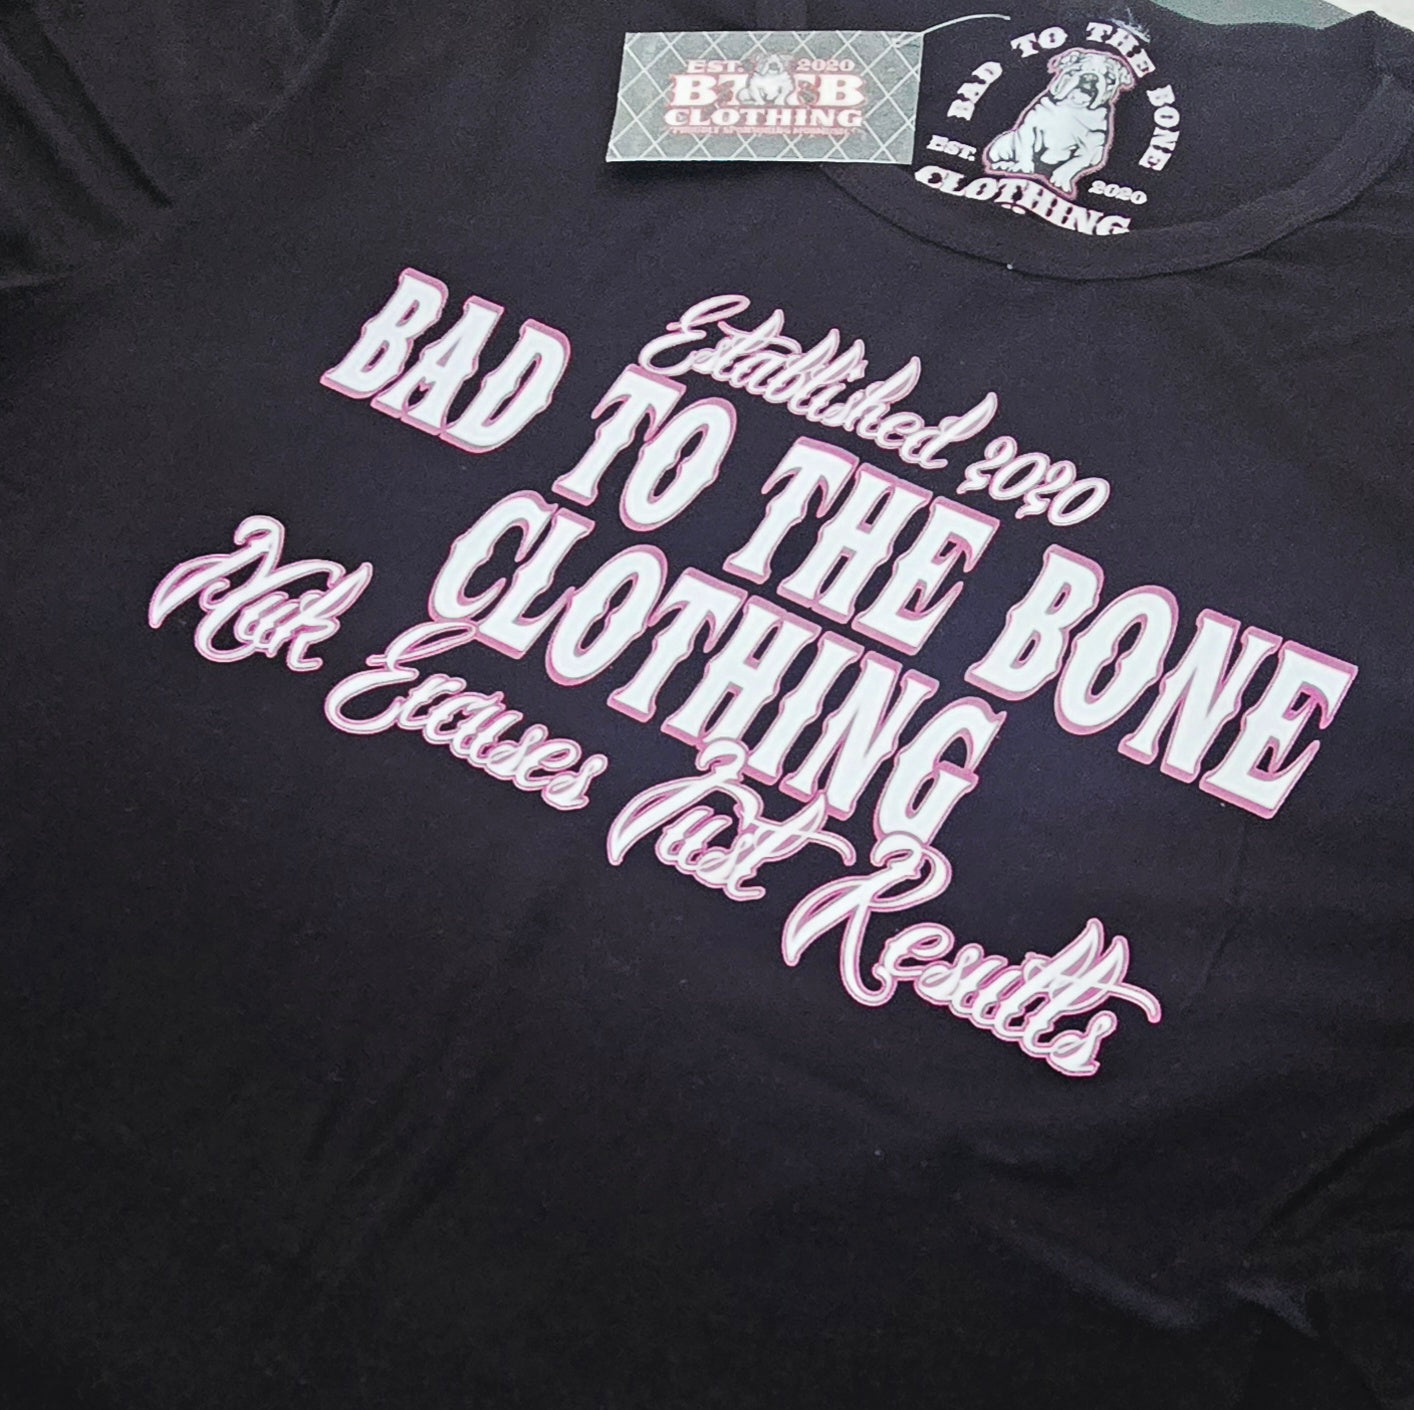 EST. 2020
BTTB
CLOTHING
BAD TO THE BONE
EST. 2020
CLOTHING
Established 2020
BAD TO THE BONE
CLOTHING
Excuses Just Results